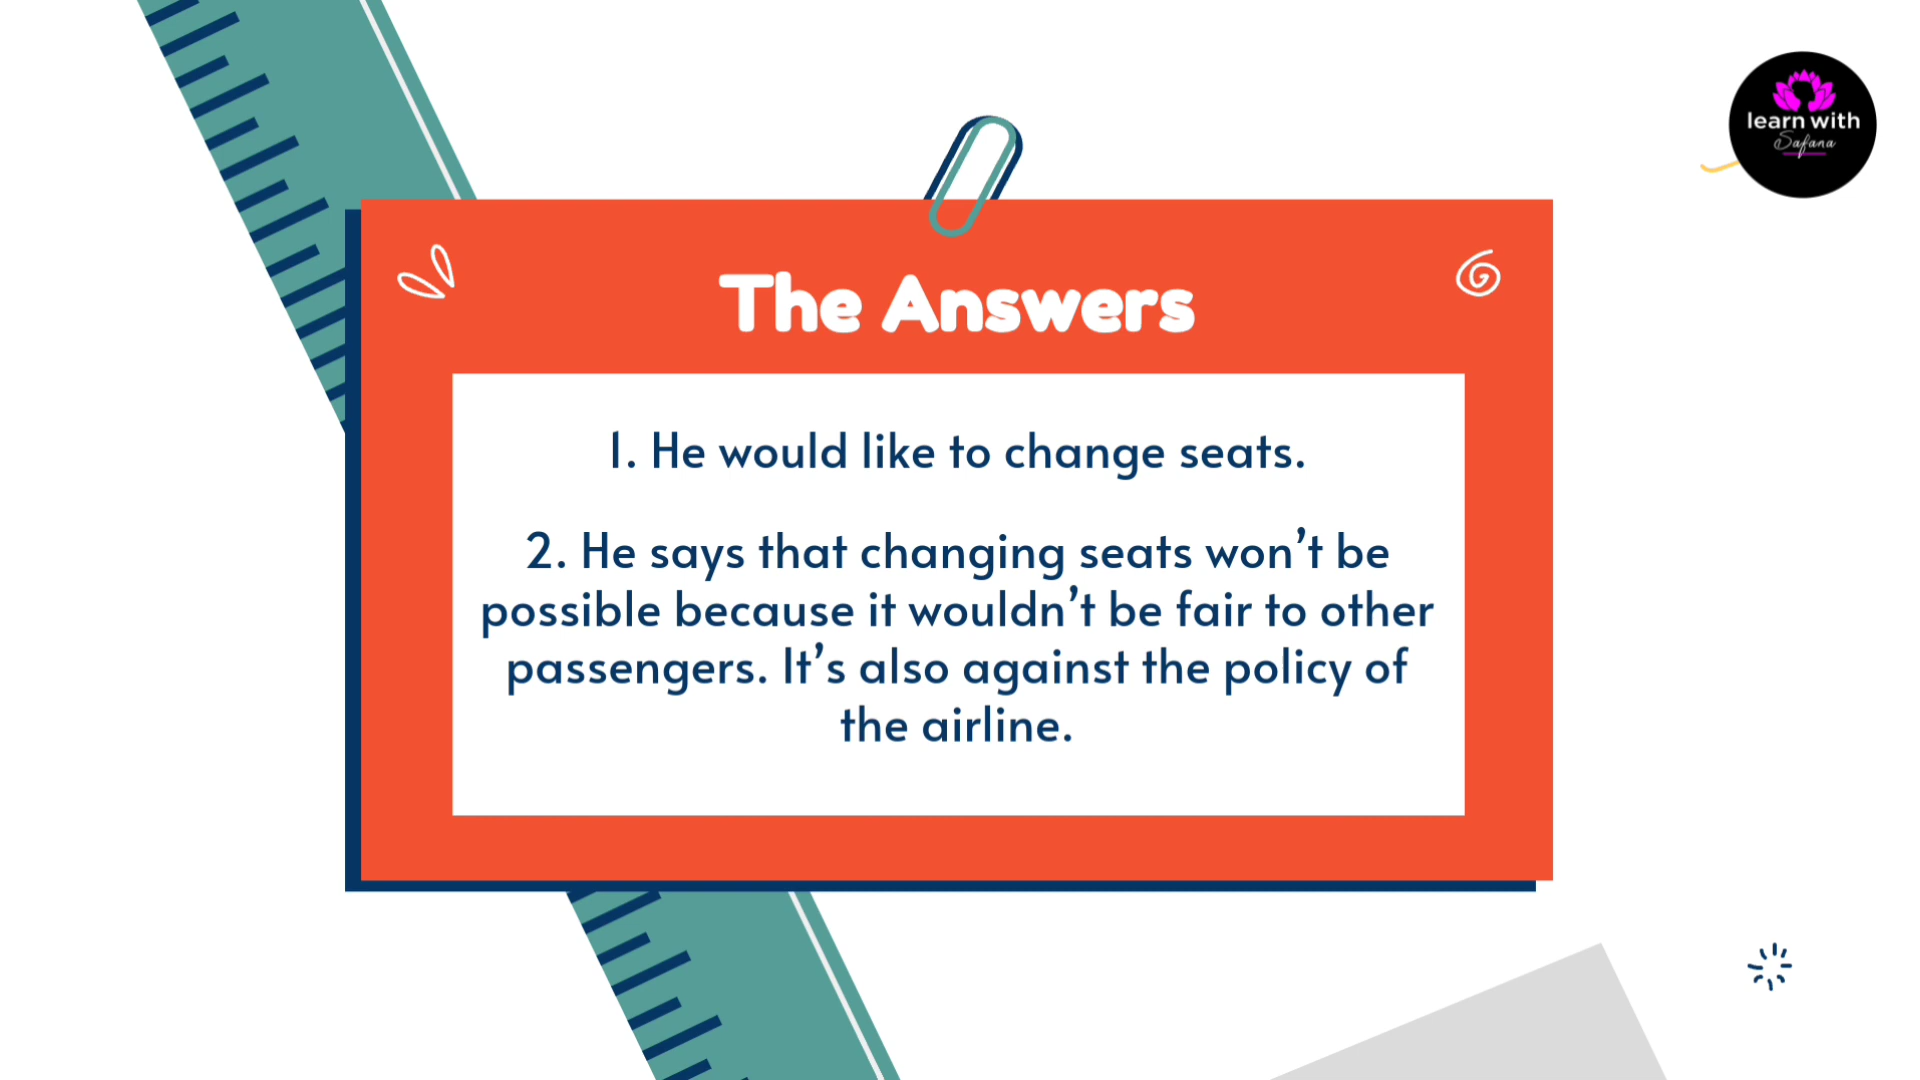 learn with
Safana
The Answers
1. He would like to change seats.
2. He says that changing seats won’t be
possible because it wouldn’t be fair to other
passengers. It’s also against the policy of
the airline.